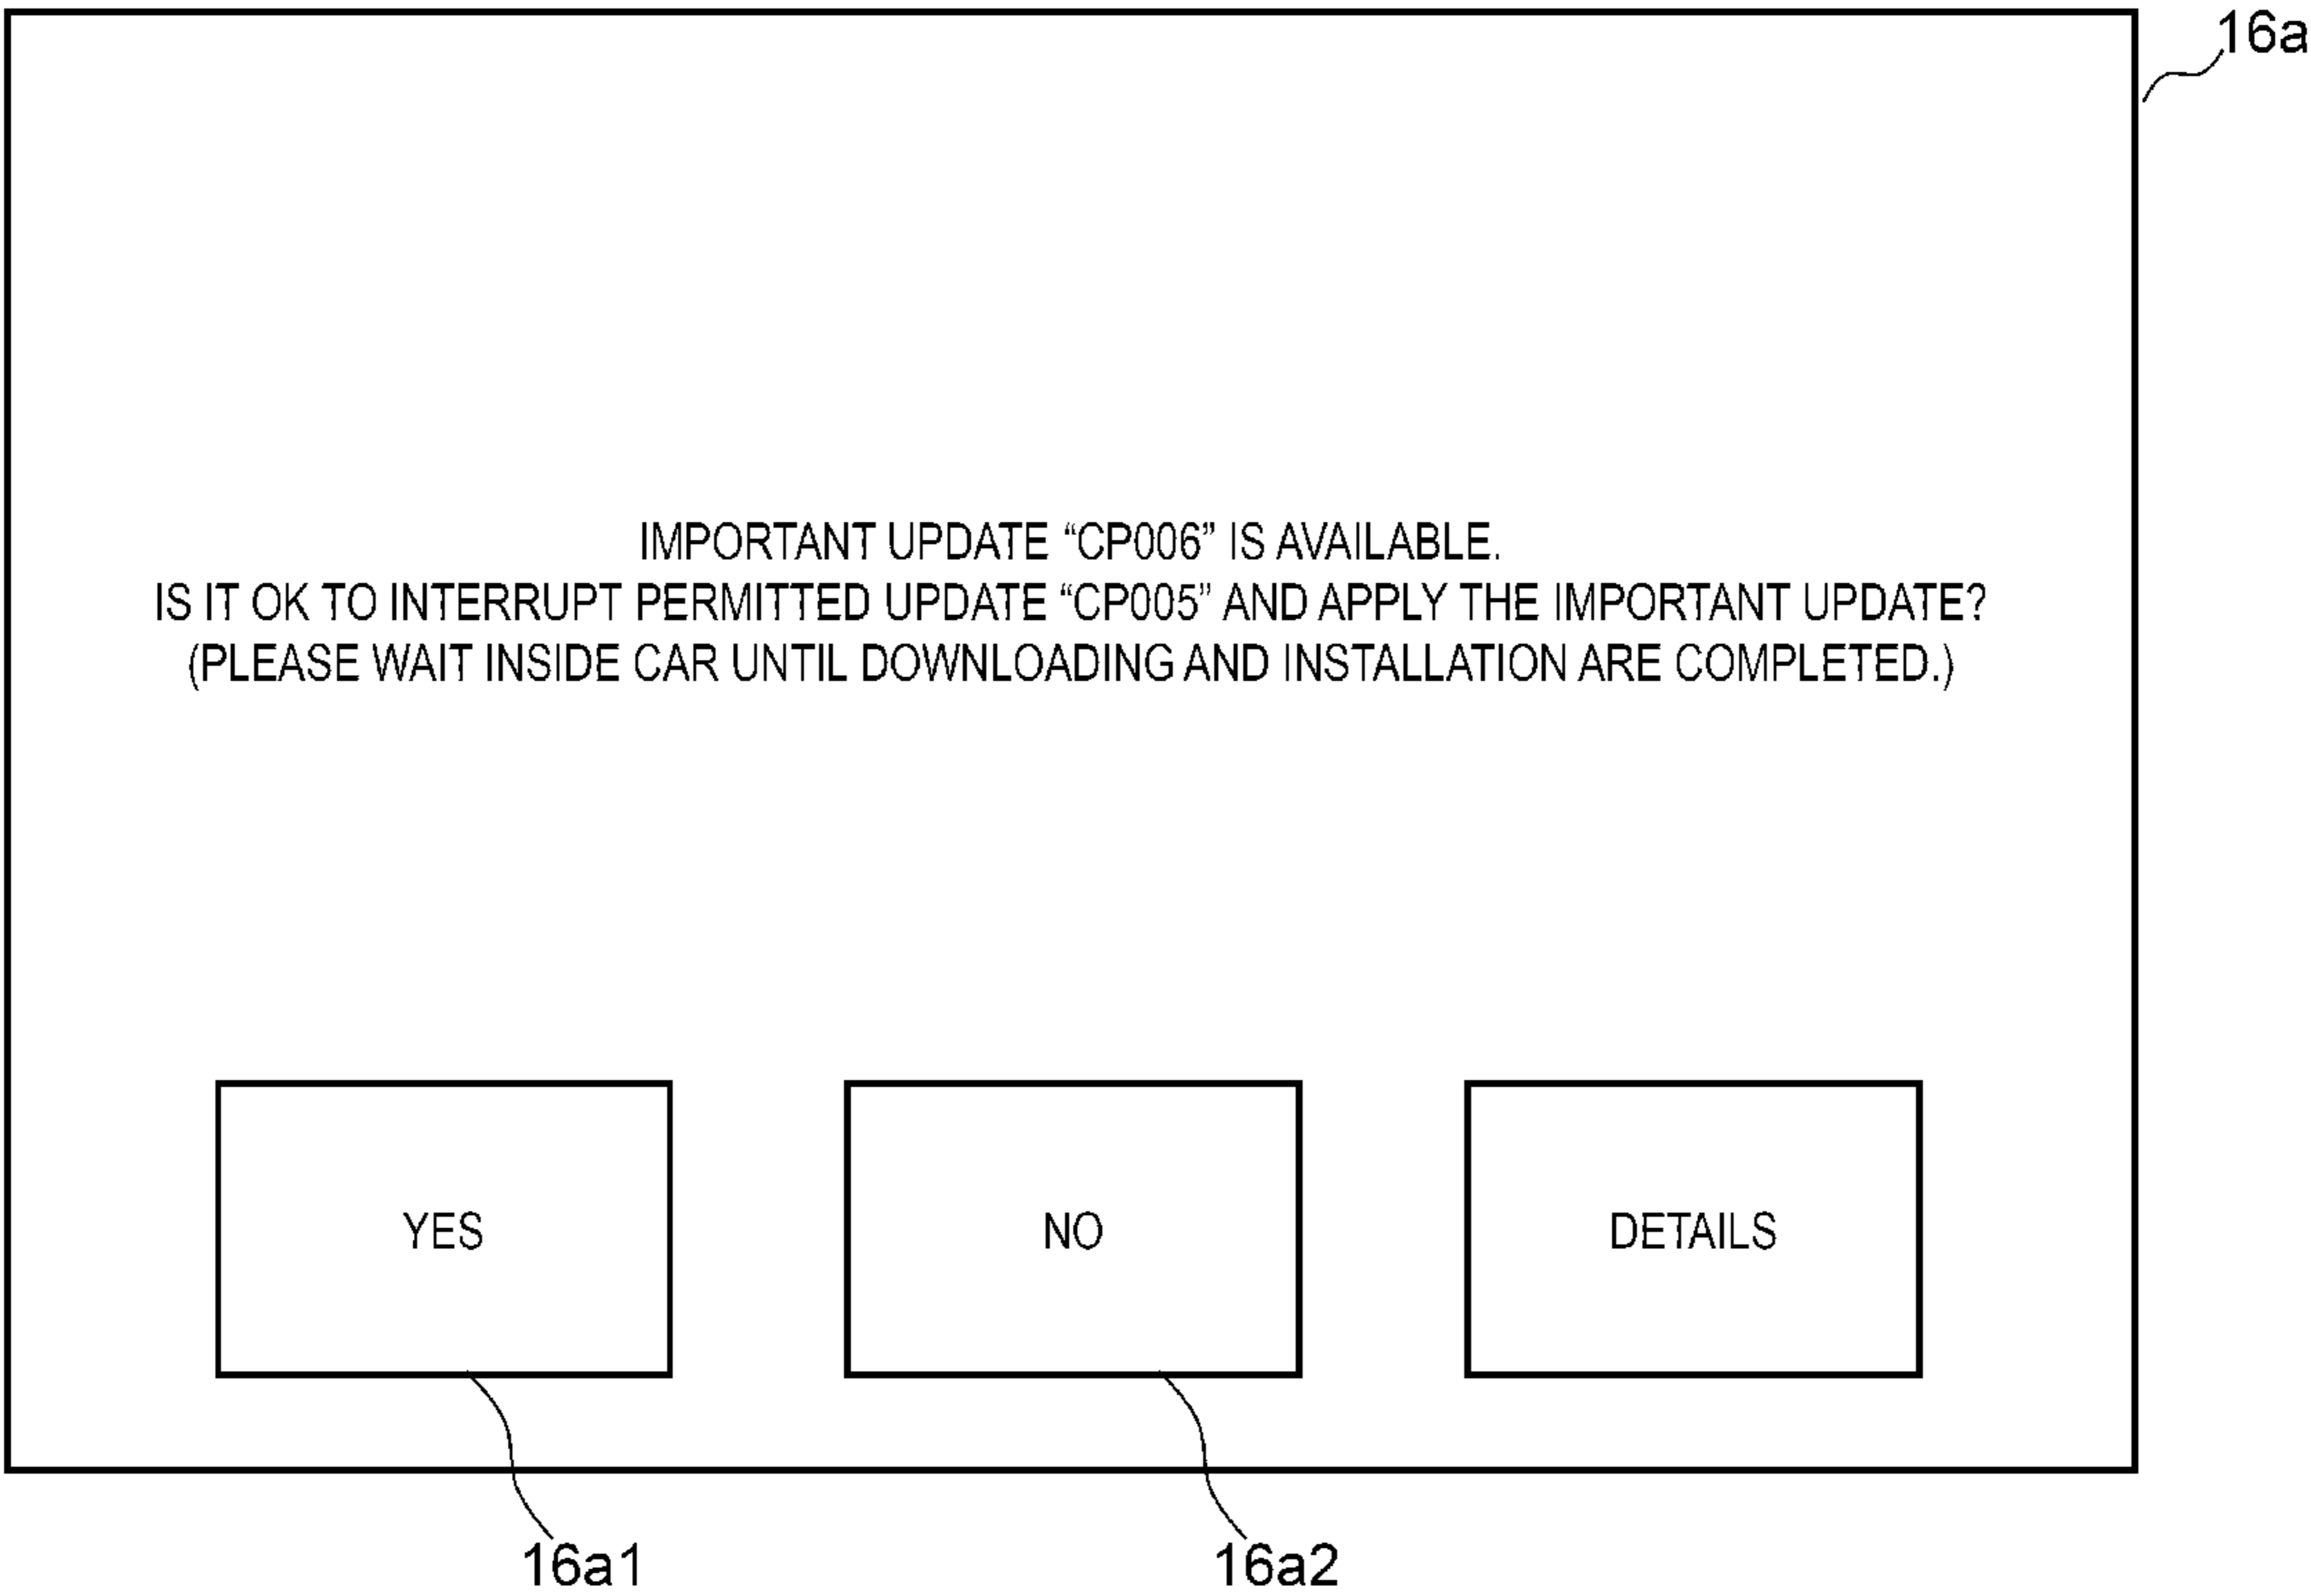 16a
IMPORTANT UPDATE “CP006” IS AVAILABLE.
IS IT OK TO INTERRUPT PERMITTED UPDATE “CP005” AND APPLY THE IMPORTANT UPDATE?
(PLEASE WAIT INSIDE CAR UNTIL DOWNLOADING AND INSTALLATION ARE COMPLETED.)
YES
NO
DETAILS
16a1
16a2